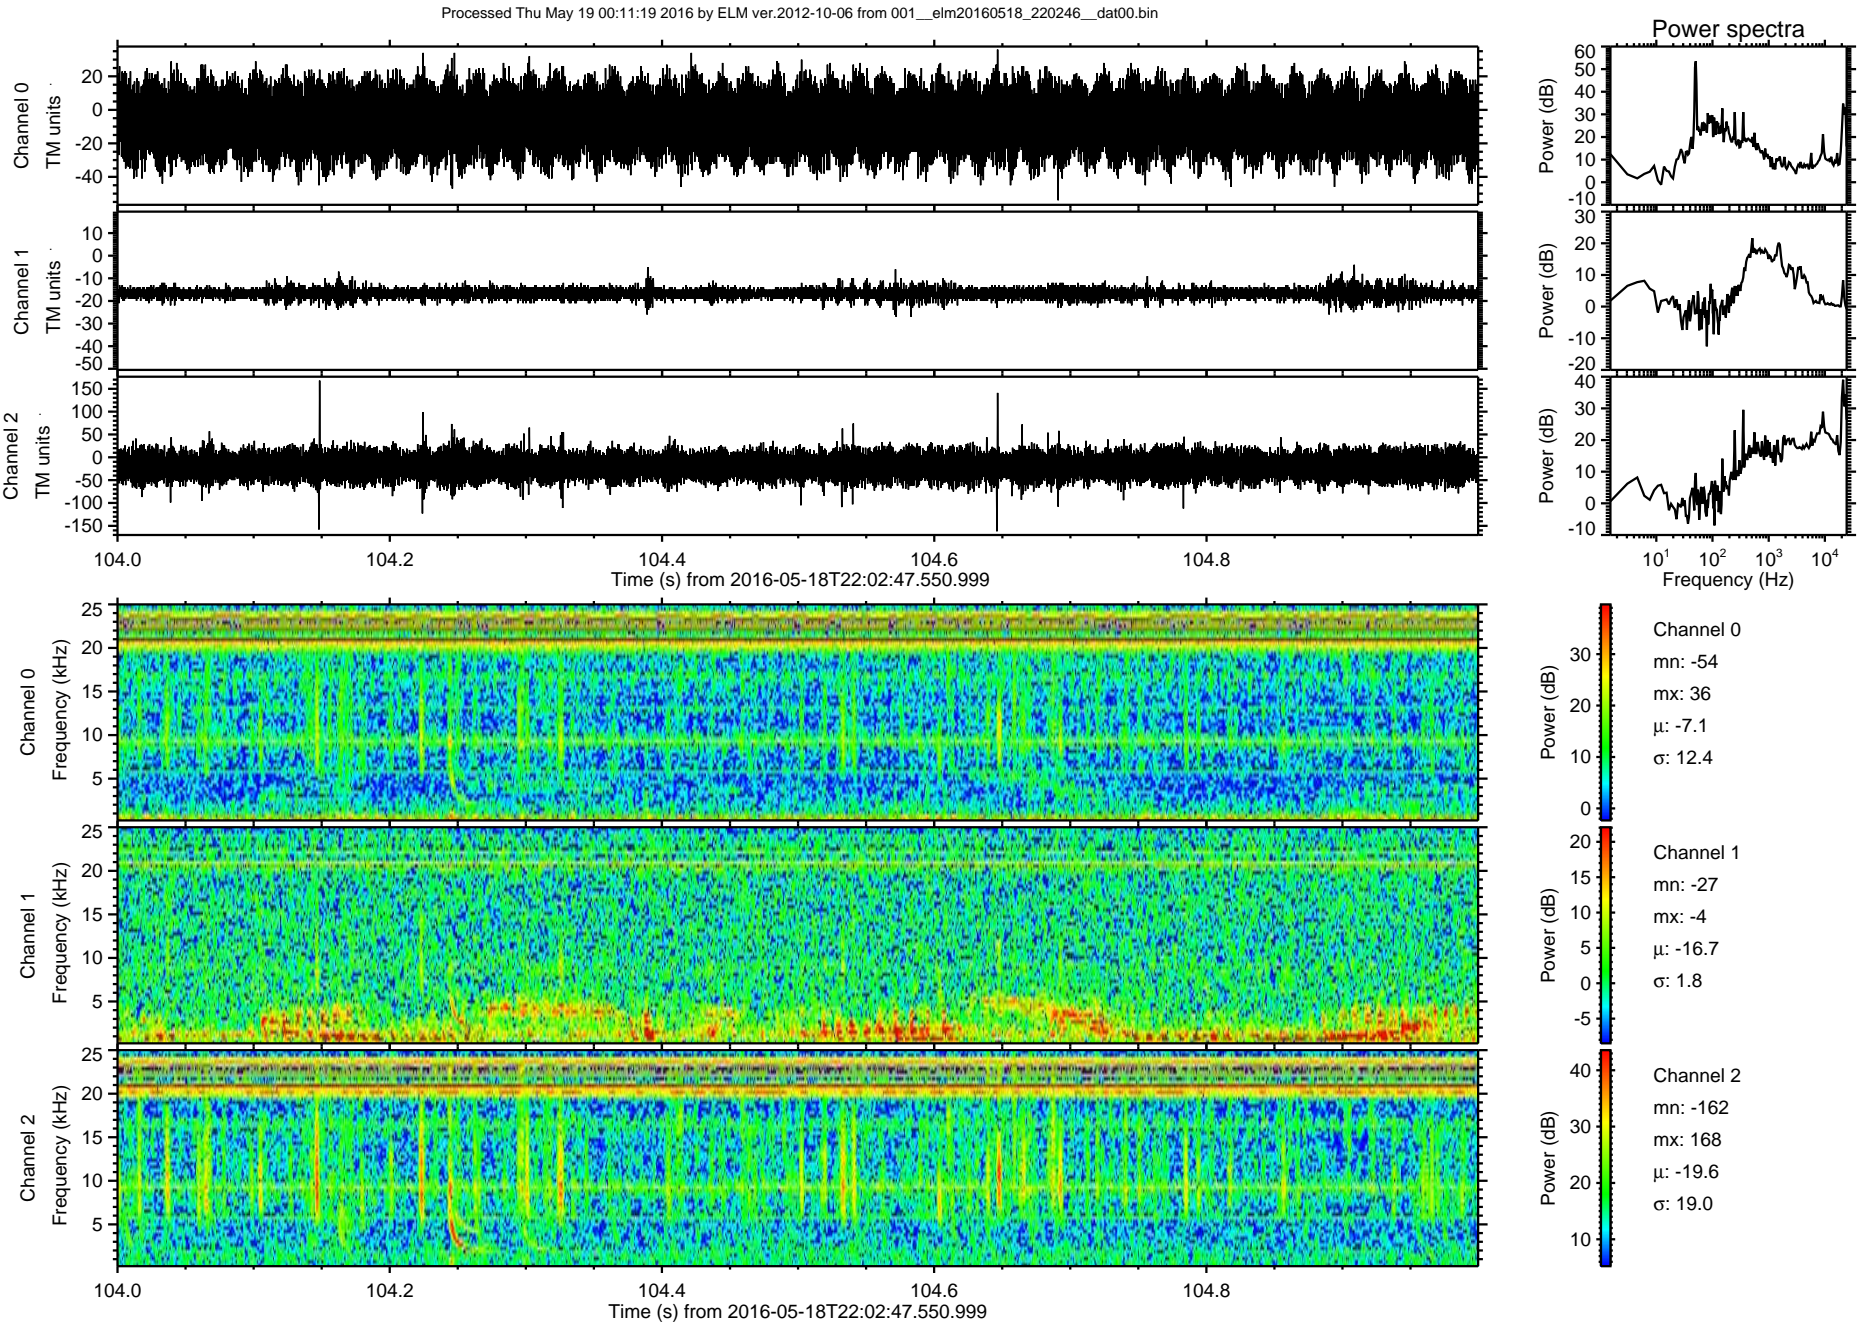 Processed Thu May 19 00:11:19 2016 by ELM ver.2012-10-06 from 001__elm20160518_220246__dat00.bin
Power spectra
Channel 0
TM units
20
0
-20
-40
Power (dB)
60
50
40
30
20
10
0
-10
Channel 1
TM units
10
0
-10
-20
-30
-40
-50
Power (dB)
30
20
10
0
-10
-20
Channel 2
TM units
150
100
50
0
-50
-100
-150
Power (dB)
40
30
20
10
0
-10
104.0 104.2 104.4 104.6 104.8
Time (s) from 2016-05-18T22:02:47.550.999
10^1 10^2 10^3 10^4
Frequency (Hz)
Channel 0
Frequency (kHz)
25
20
15
10
5
Power (dB)
30
20
10
0
Channel 0
mn: -54
mx: 36
μ: -7.1
σ: 12.4
Channel 1
Frequency (kHz)
25
20
15
10
5
Power (dB)
20
15
10
5
0
-5
Channel 1
mn: -27
mx: -4
μ: -16.7
σ: 1.8
Channel 2
Frequency (kHz)
25
20
15
10
5
Power (dB)
40
30
20
10
Channel 2
mn: -162
mx: 168
μ: -19.6
σ: 19.0
104.0 104.2 104.4 104.6 104.8
Time (s) from 2016-05-18T22:02:47.550.999